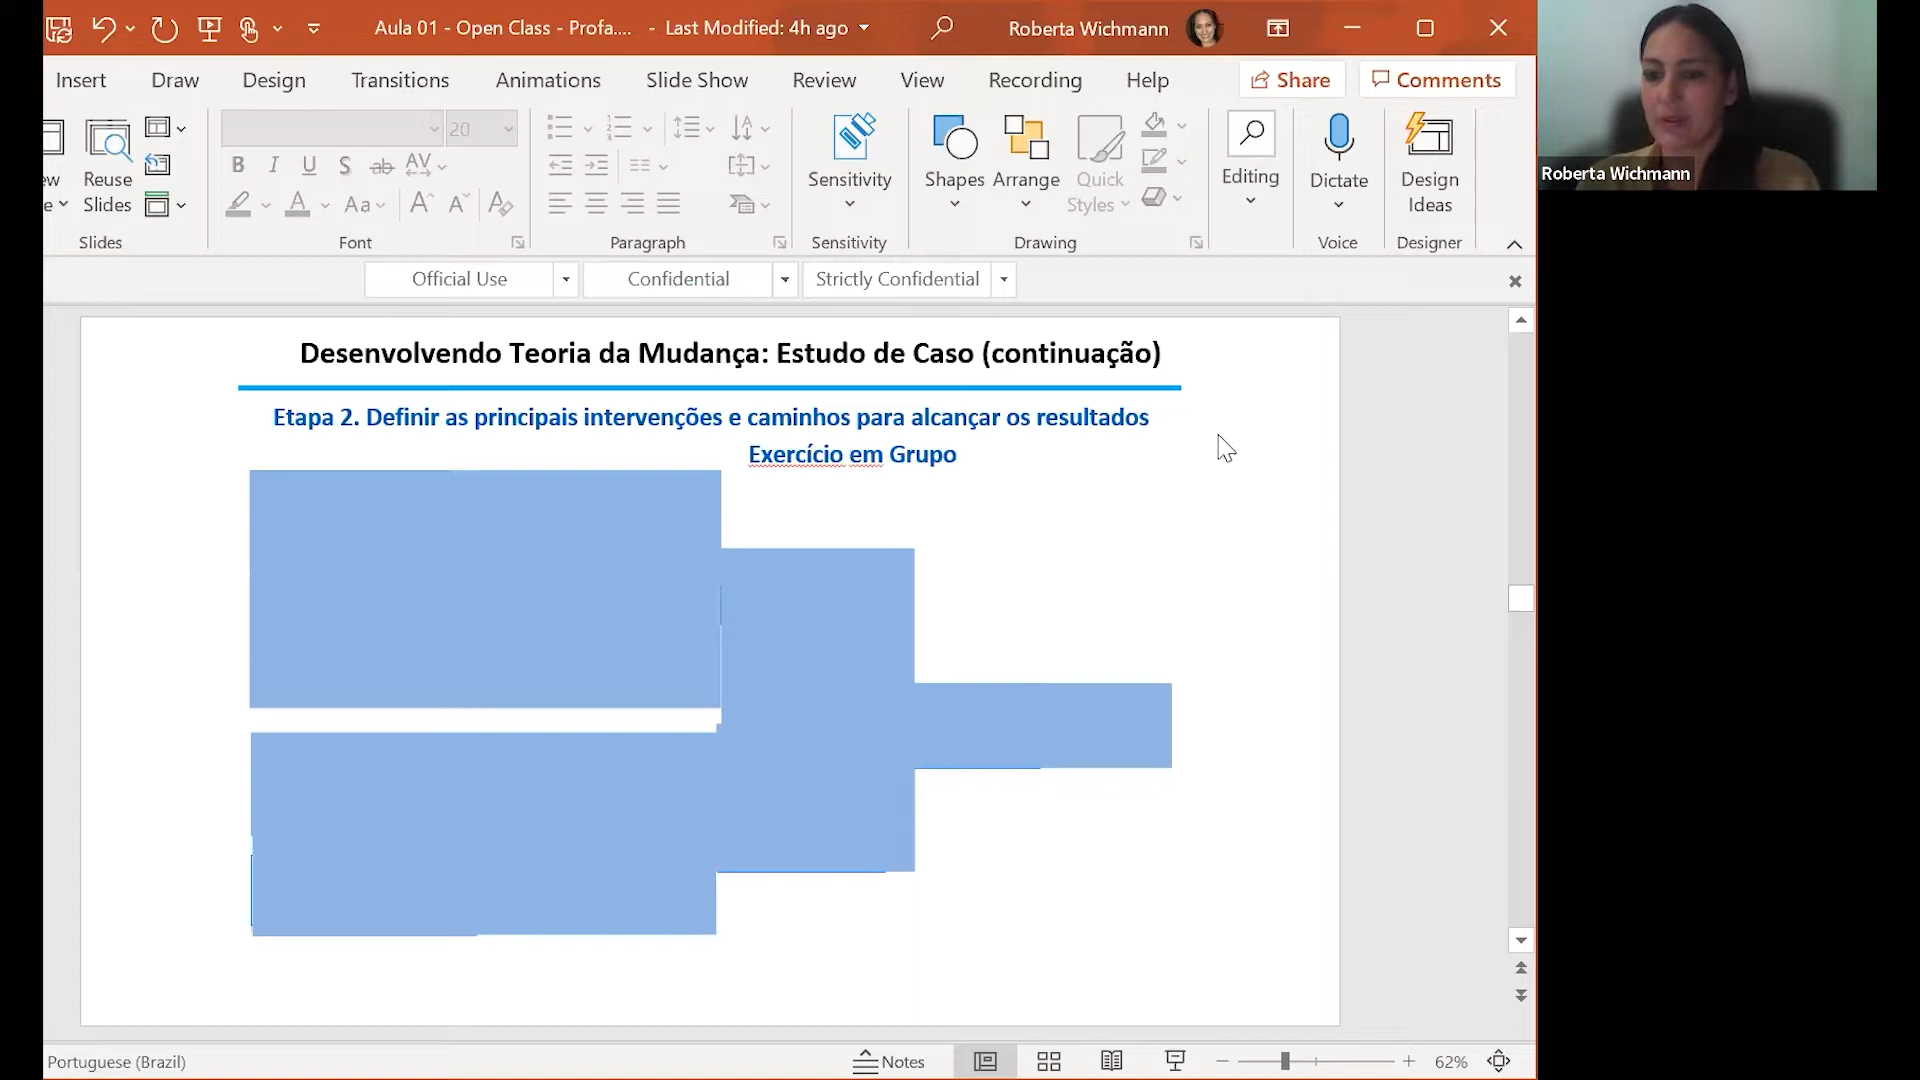 Aula 01 - Open Class - Profa.... - Last Modified: 4h ago
Roberta Wichmann
Insert Draw Design Transitions Animations Slide Show Review View Recording Help Share Comments
20
Reuse
Slides
Sensitivity
Shapes Arrange Quick
Styles
Editing
Dictate
Design
Ideas
Slides Font Paragraph Sensitivity Drawing Voice Designer
Official Use Confidential Strictly Confidential
Desenvolvendo Teoria da Mudança: Estudo de Caso (continuação)
Etapa 2. Definir as principais intervenções e caminhos para alcançar os resultados
Exercício em Grupo
Portuguese (Brazil) Notes 62%
Roberta Wichmann